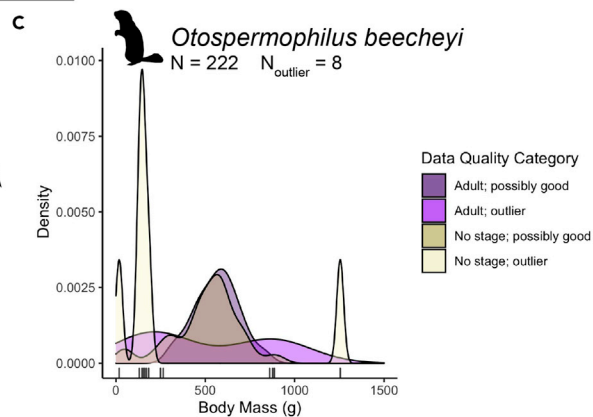 C
Otospermophilus beecheyi
N = 222 Noutlier = 8
0.0100
0.0075
0.0050
0.0025
0.0000
Density
0 500 1000 1500
Body Mass (g)
Data Quality Category
Adult; possibly good
Adult; outlier
No stage; possibly good
No stage; outlier